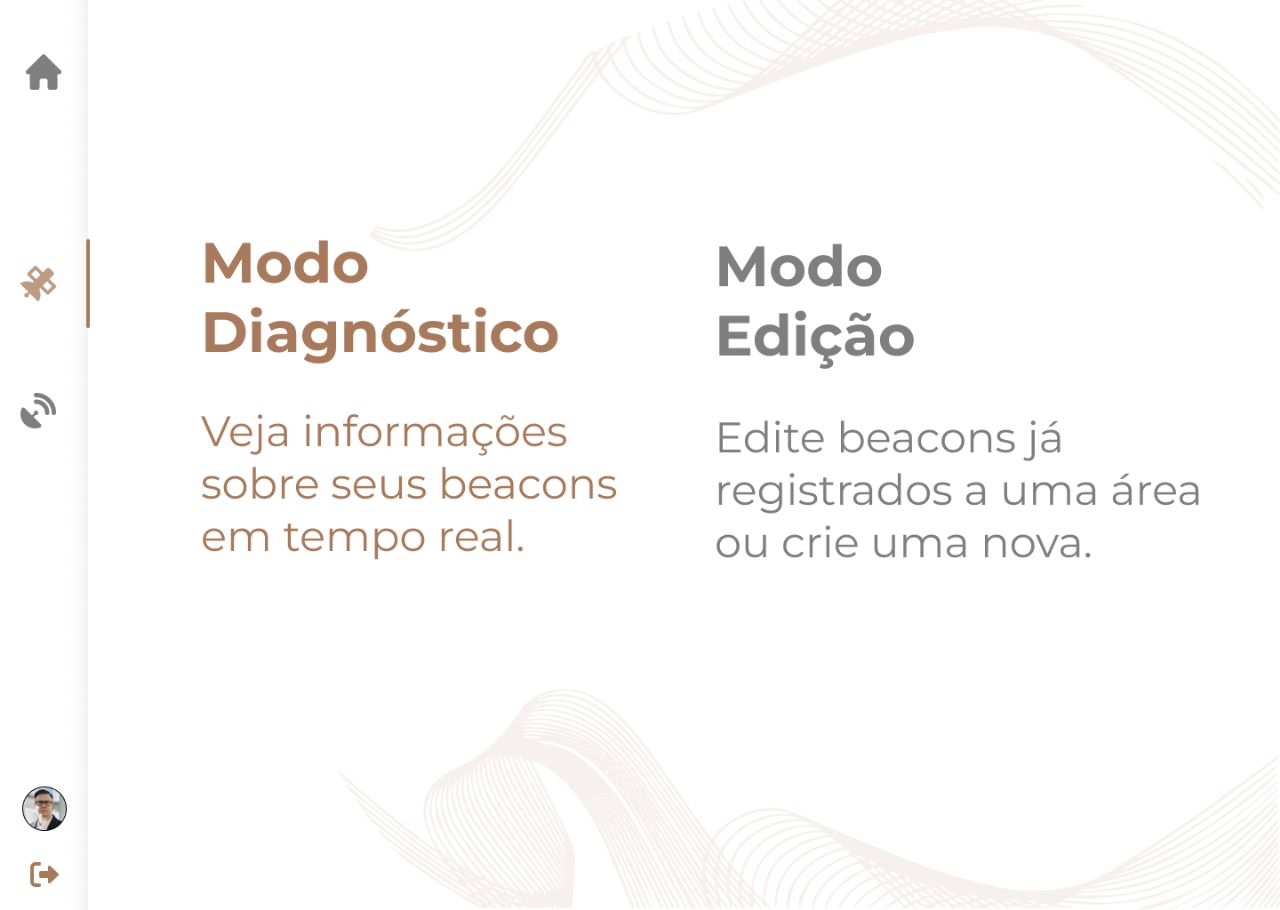 Modo
Diagnóstico
Veja informações
sobre seus beacons
em tempo real.
Modo
Edição
Edite beacons já
registrados a uma área
ou crie uma nova.